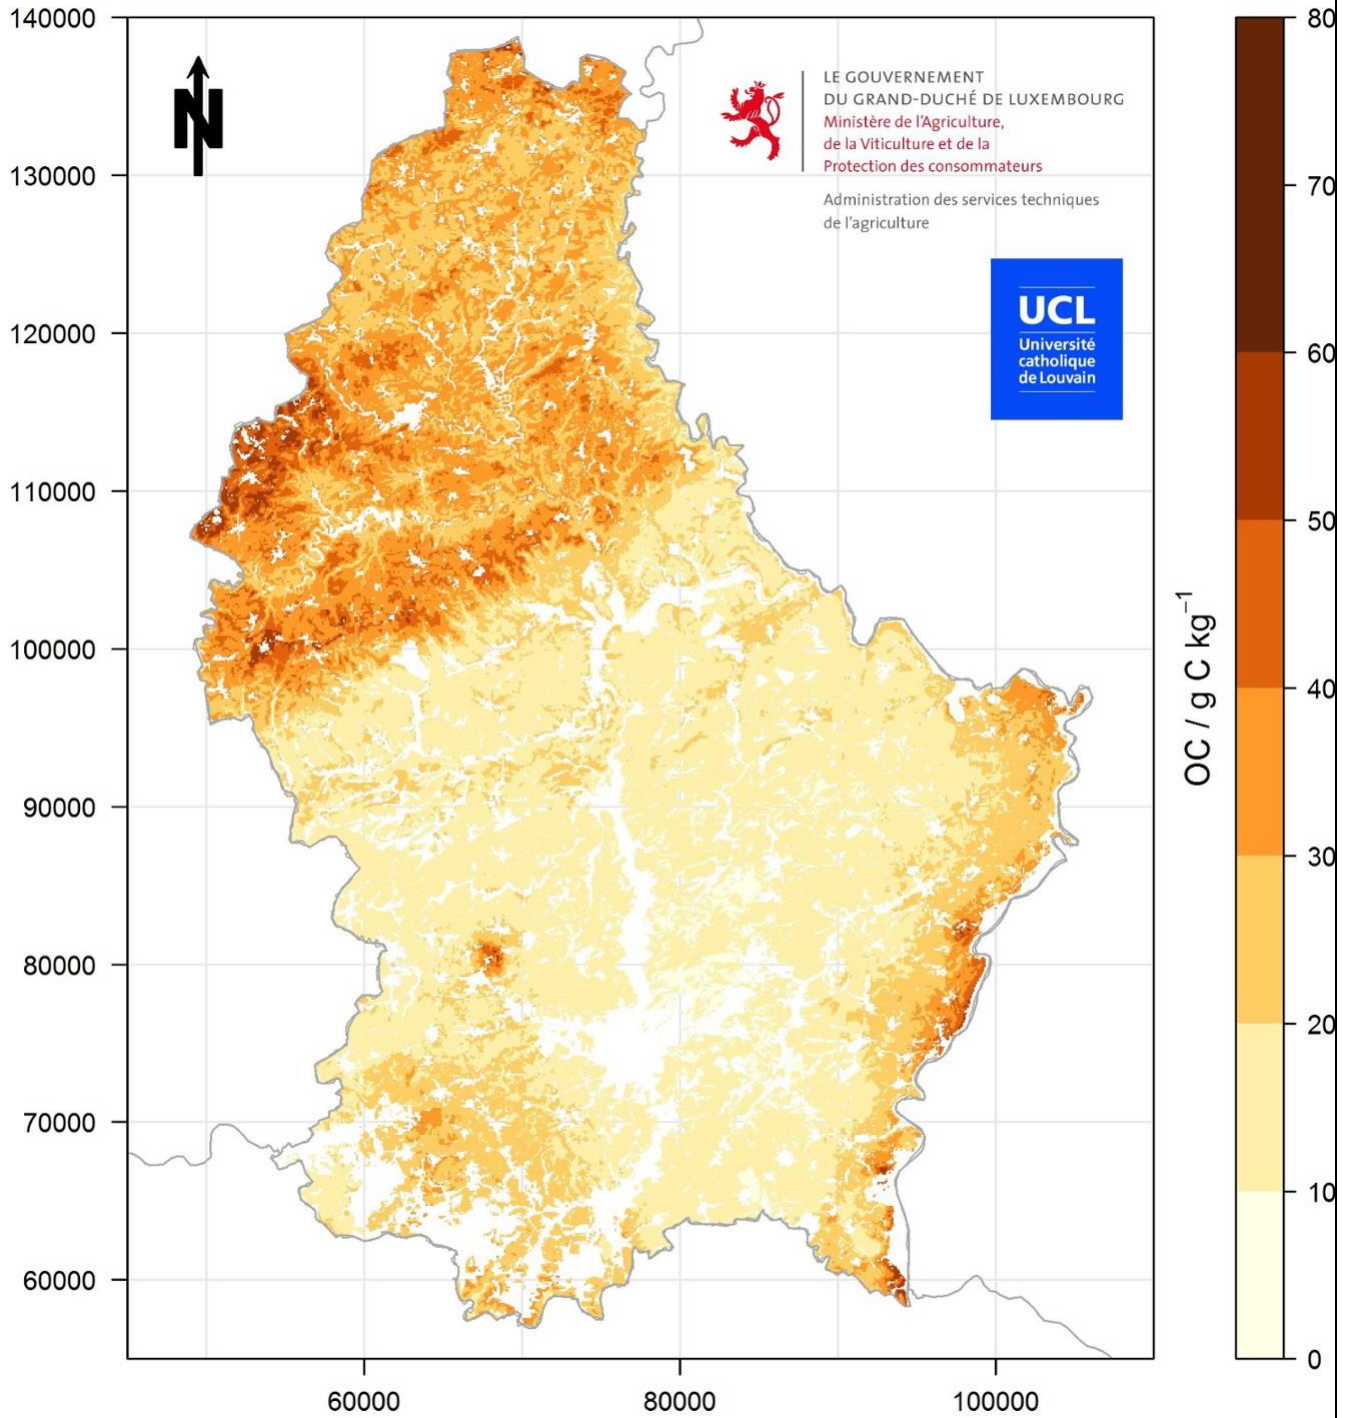 140000
130000
120000
110000
100000
90000
80000
70000
60000
60000
80000
100000
N
LE GOUVERNEMENT
DU GRAND-DUCHÉ DE LUXEMBOURG
Ministère de l'Agriculture,
de la Viticulture et de la
Protection des consommateurs
Administration des services techniques
de l'agriculture
UCL
Université
catholique
de Louvain
OC / g C kg⁻¹
80
70
60
50
40
30
20
10
0